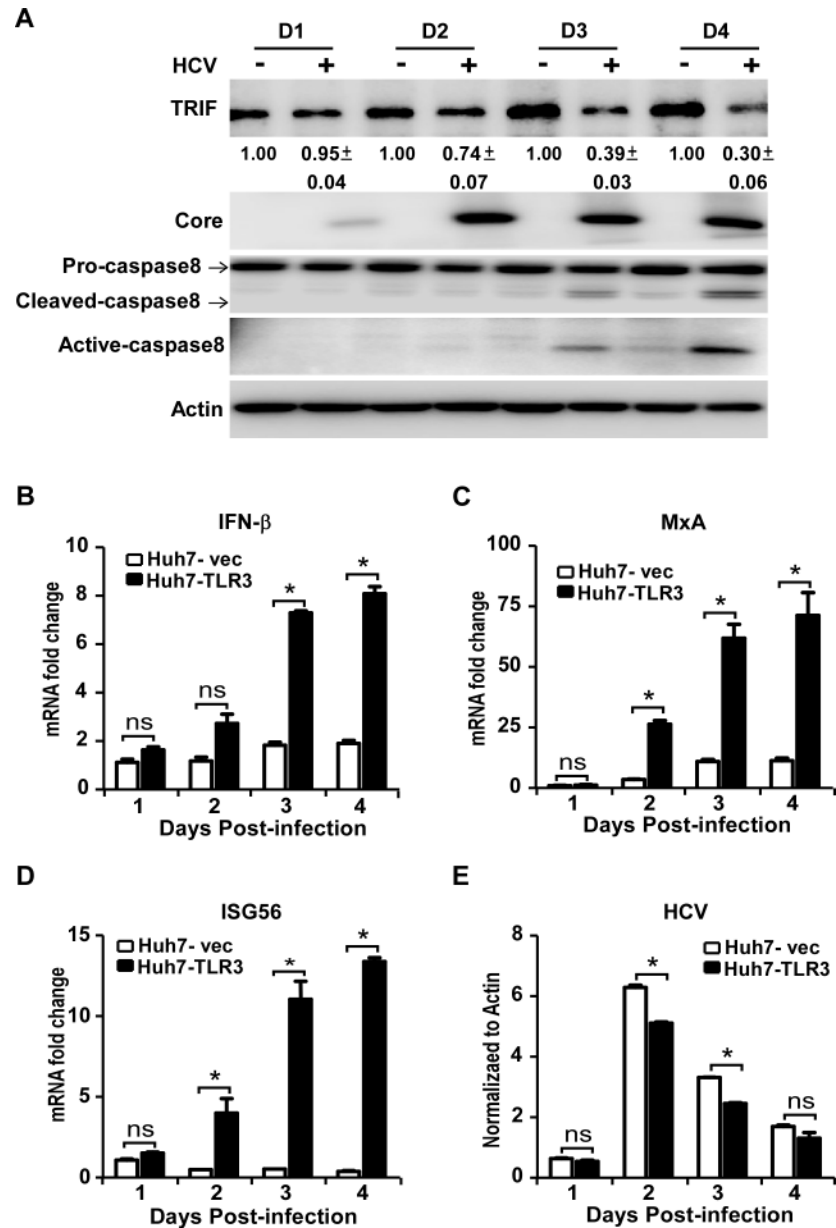 A
D1 D2 D3 D4
HCV - + - + - + - +
TRIF
1.00 0.95± 1.00 0.74± 1.00 0.39± 1.00 0.30±
0.04 0.07 0.03 0.06
Core
Pro-caspase8→
Cleaved-caspase8→
Active-caspase8
Actin
B
IFN-β
Huh7- vec
Huh7-TLR3
mRNA fold change
10
8
6
4
2
0
ns
ns
*
*
1 2 3 4
Days Post-infection
C
MxA
Huh7- vec
Huh7-TLR3
mRNA fold change
100
75
50
25
0
ns
*
*
*
1 2 3 4
Days Post-infection
D
ISG56
Huh7- vec
Huh7-TLR3
mRNA fold change
15
10
5
0
ns
*
*
*
1 2 3 4
Days Post-infection
E
HCV
Huh7- vec
Huh7-TLR3
Normalizaed to Actin
8
6
4
2
0
ns
*
*
ns
1 2 3 4
Days Post-infection